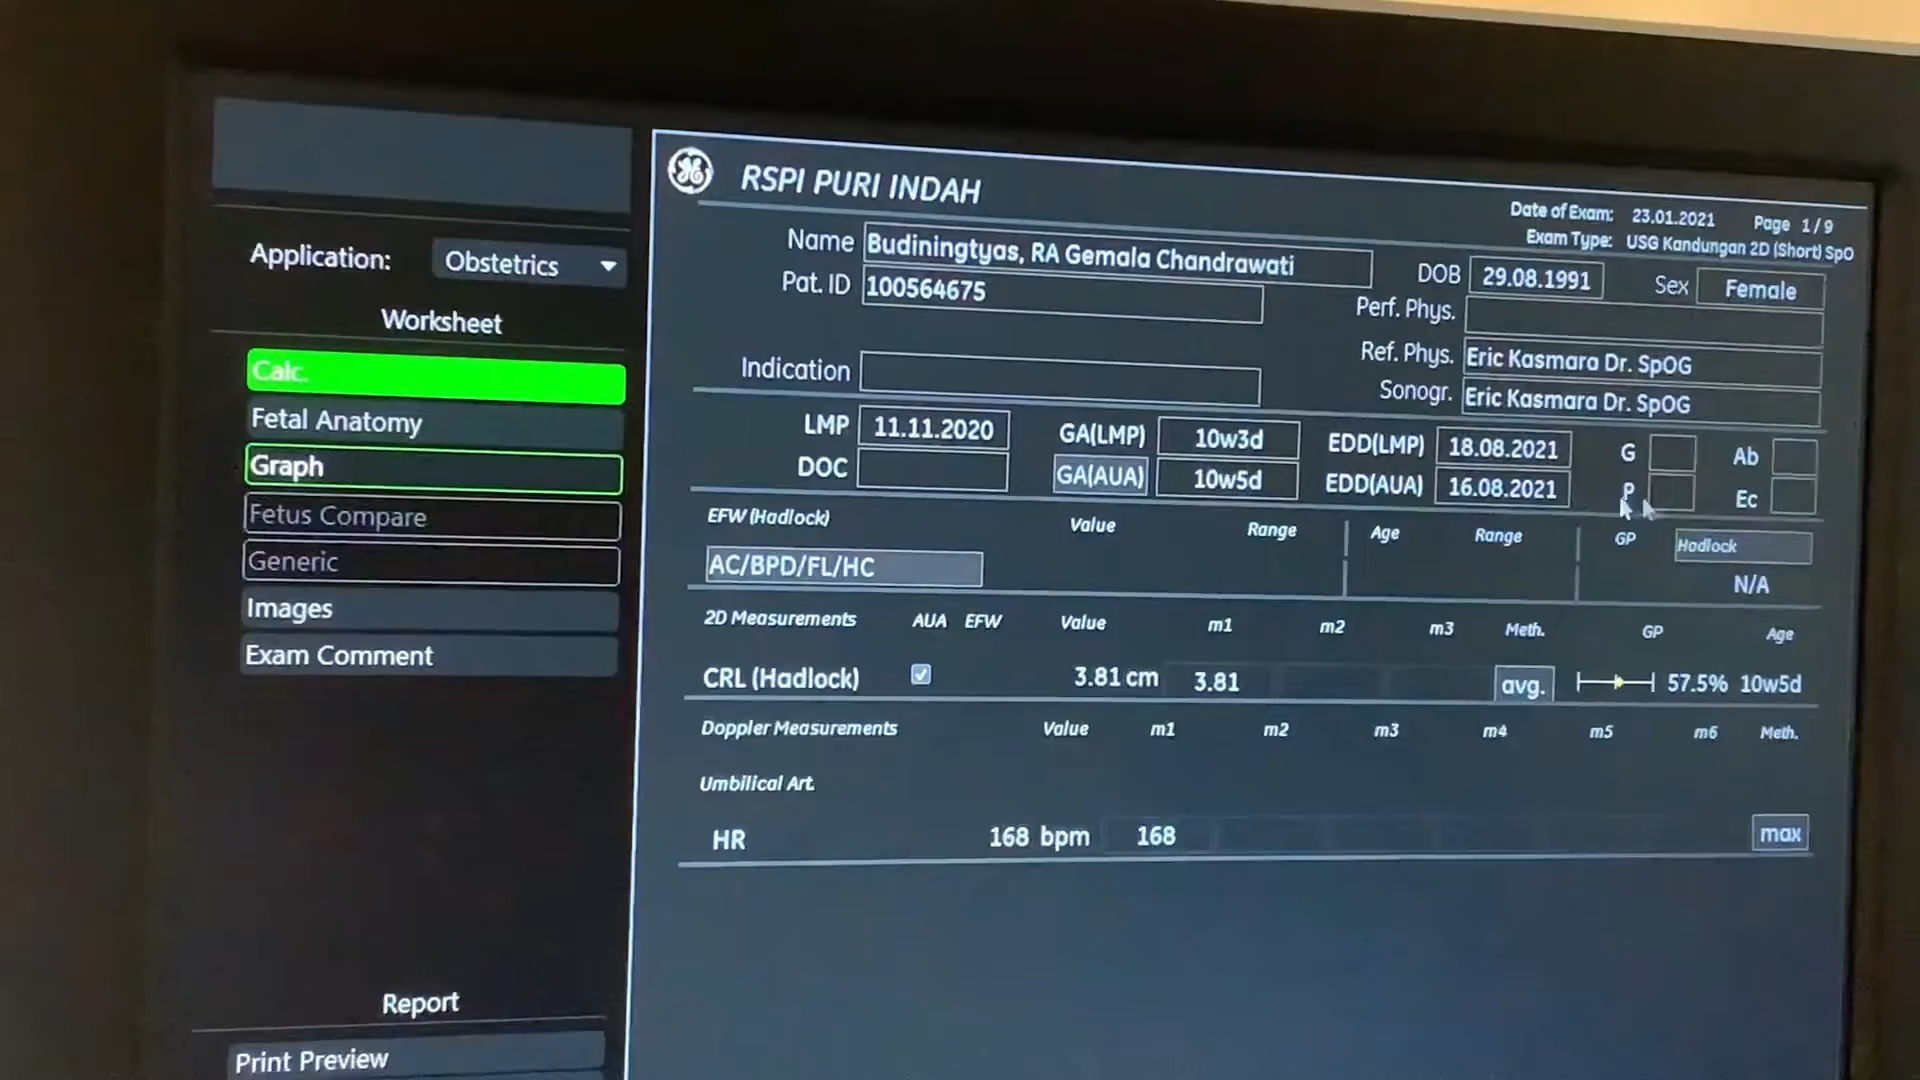 RSPI PURI INDAH
Date of Exam: 23.01.2021 Page 1/9
Exam Type: USG Kandungan 2D (Short) SpO
Name Budiningtyas, RA Gemala Chandrawati
DOB 29.08.1991 Sex Female
Pat. ID 100564675
Perf. Phys.
Indication
Ref. Phys. Eric Kasmara Dr. SpOG
Sonogr. Eric Kasmara Dr. SpOG
LMP 11.11.2020 GA(LMP) 10w3d EDD(LMP) 18.08.2021 G Ab
DOC GA(AUA) 10w5d EDD(AUA) 16.08.2021 P Ec
EFW (Hadlock) Value Range Age Range GP Hadlock
AC/BPD/FL/HC N/A
2D Measurements AUA EFW Value m1 m2 m3 Meth. GP Age
CRL (Hadlock) 3.81 cm 3.81 avg. 57.5% 10w5d
Doppler Measurements Value m1 m2 m3 m4 m5 m6 Meth.
Umbilical Art.
HR 168 bpm 168 max
Application: Obstetrics
Worksheet
Calc.
Fetal Anatomy
Graph
Fetus Compare
Generic
Images
Exam Comment
Report
Print Preview